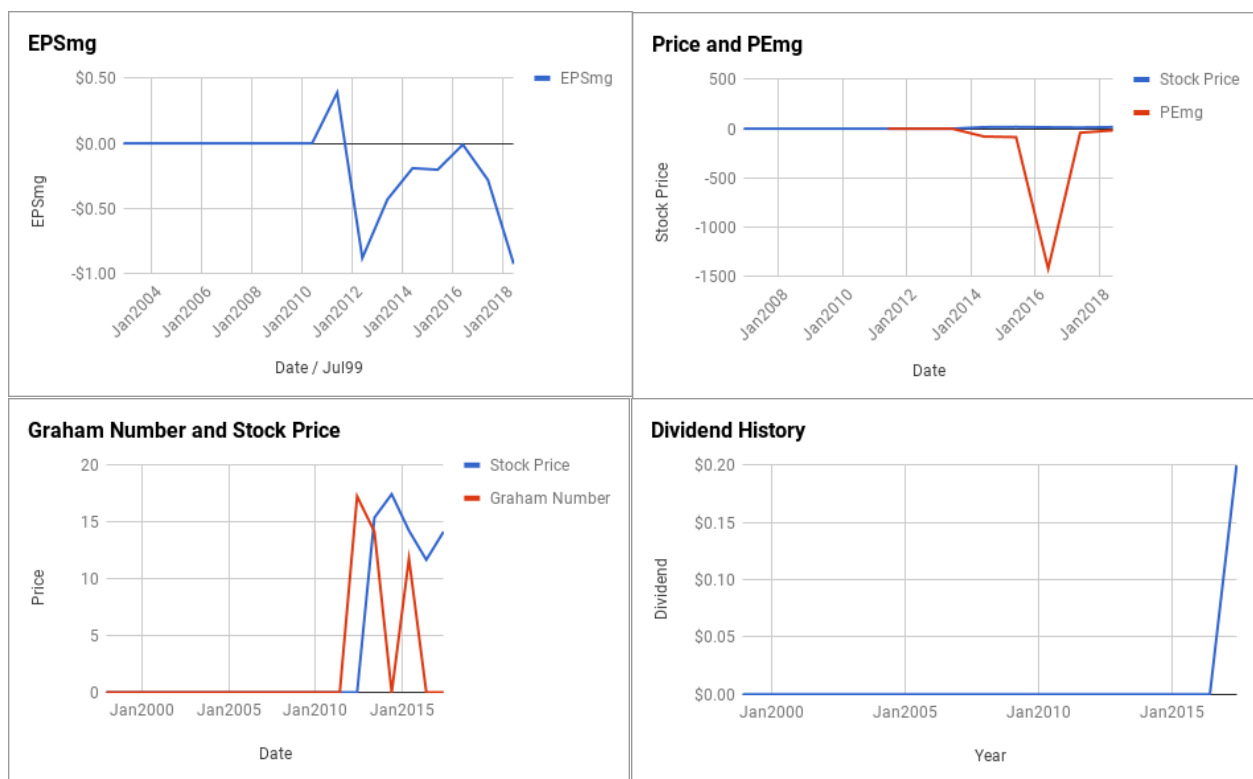 EPSmg
$0.50
$0.00
-$0.50
-$1.00
EPSmg
EPSmg
Jan2004
Jan2006
Jan2008
Jan2010
Jan2012
Jan2014
Jan2016
Jan2018
Date / Jul99
Price and PEmg
500
0
-500
-1000
-1500
Stock Price
Stock Price
PEmg
Jan2008
Jan2010
Jan2012
Jan2014
Jan2016
Jan2018
Date
Graham Number and Stock Price
20
15
10
5
0
Price
Stock Price
Graham Number
Jan2000
Jan2005
Jan2010
Jan2015
Date
Dividend History
$0.20
$0.15
$0.10
$0.05
$0.00
Dividend
Jan2000
Jan2005
Jan2010
Jan2015
Year